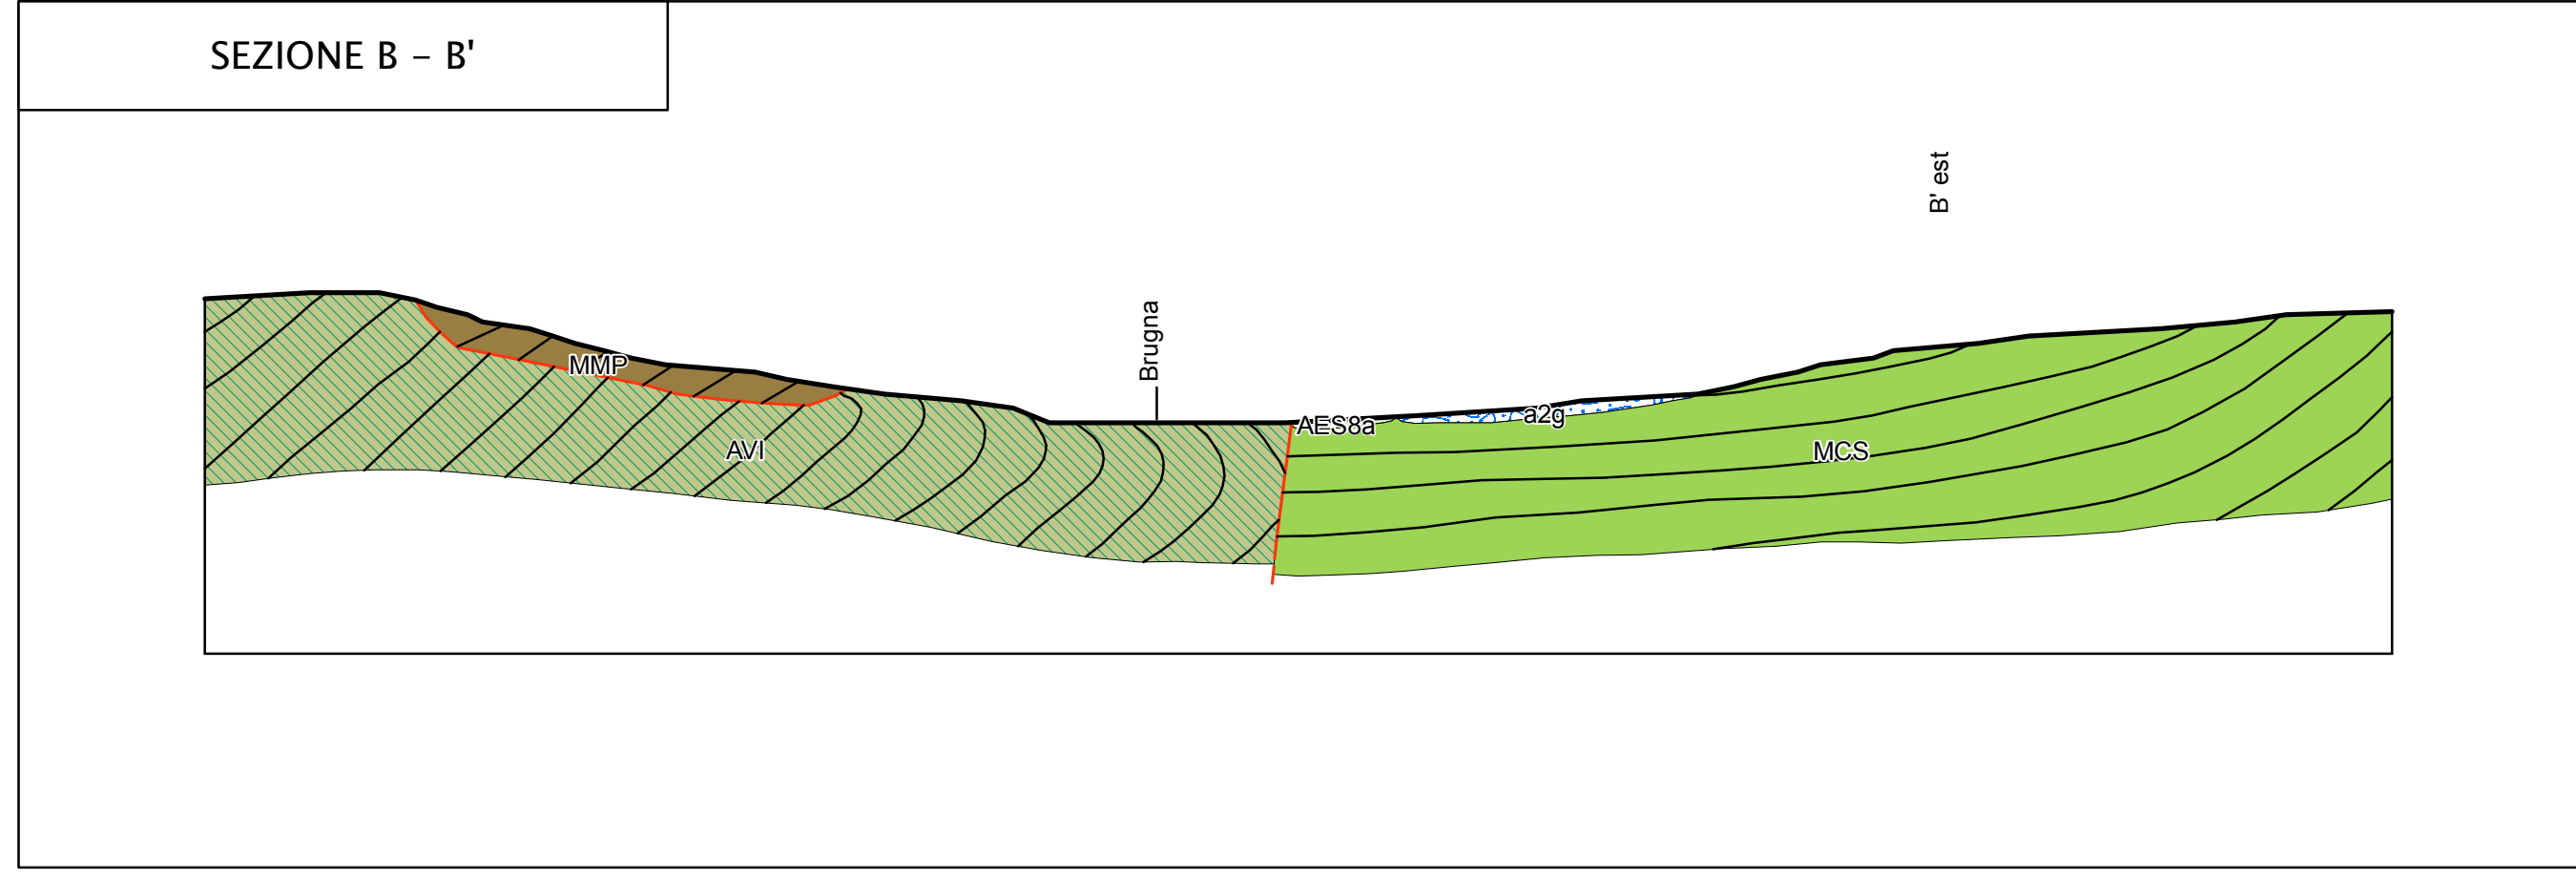 SEZIONE B – B'
B' est
Brugna
MMP
AES8a
a2g
AVI
MCS